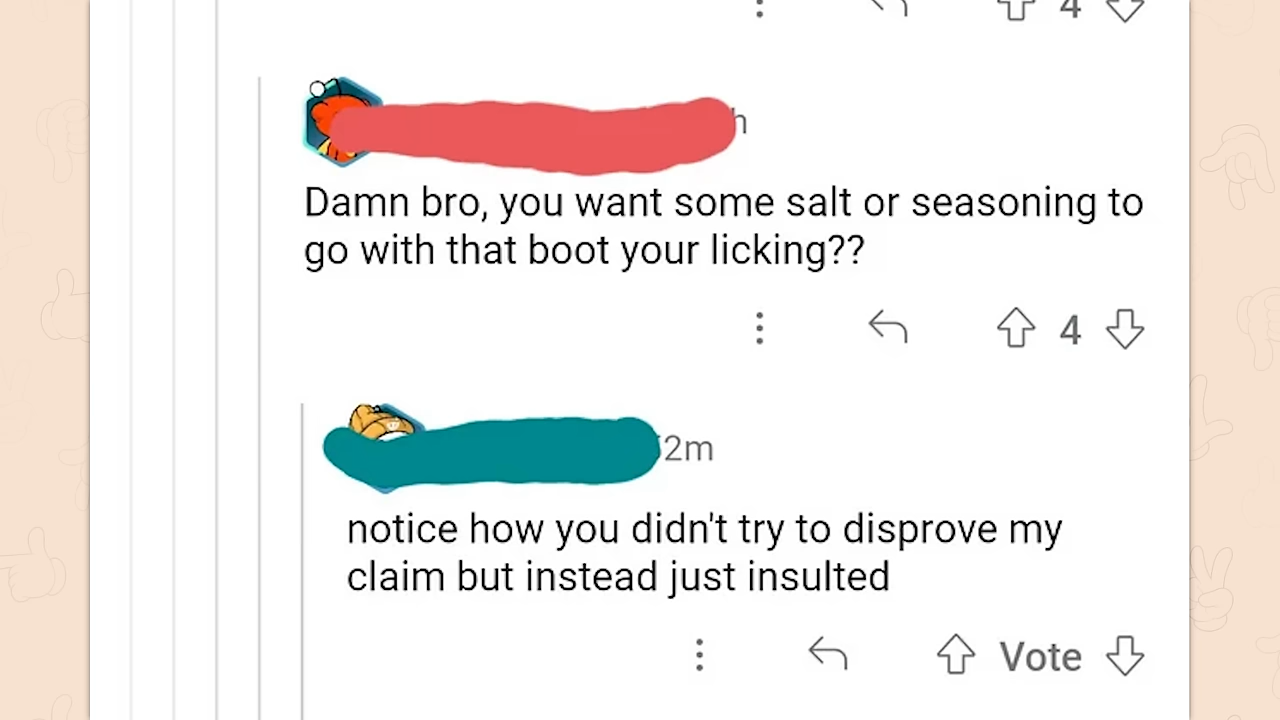 4
h
Damn bro, you want some salt or seasoning to
go with that boot your licking??
4
2m
notice how you didn't try to disprove my
claim but instead just insulted
Vote